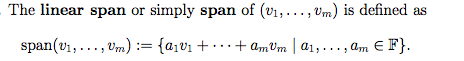 The linear span or simply span of (v₁, . . . , vₘ) is defined as
span(v₁, . . . , vₘ) := {a₁v₁ + · · · + aₘvₘ | a₁, . . . , aₘ ∈ 𝔽}.